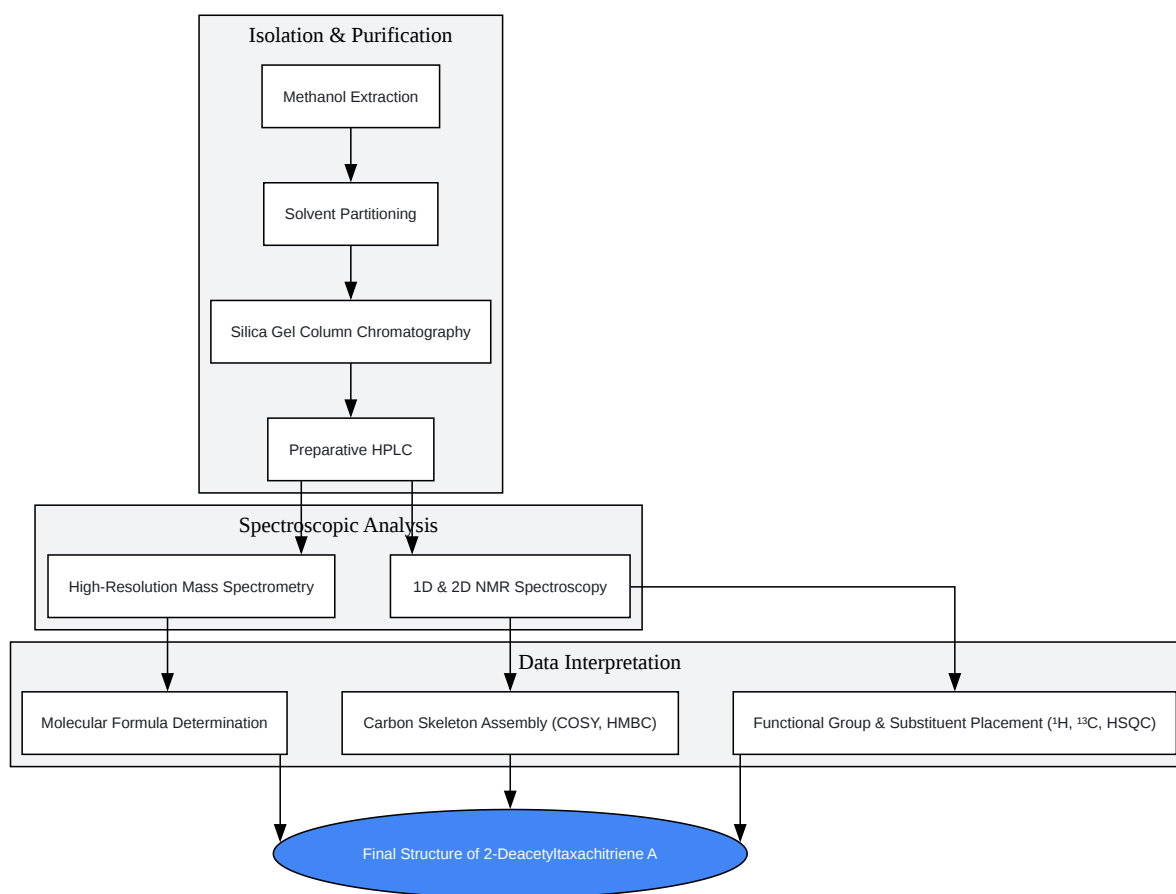 Isolation & Purification
Methanol Extraction
Solvent Partitioning
Silica Gel Column Chromatography
Preparative HPLC
Spectroscopic Analysis
High-Resolution Mass Spectrometry
1D & 2D NMR Spectroscopy
Data Interpretation
Molecular Formula Determination
Carbon Skeleton Assembly (COSY, HMBC)
Functional Group & Substituent Placement (¹H, ¹³C, HSQC)
Final Structure of 2-Deacetyltaxachitriene A